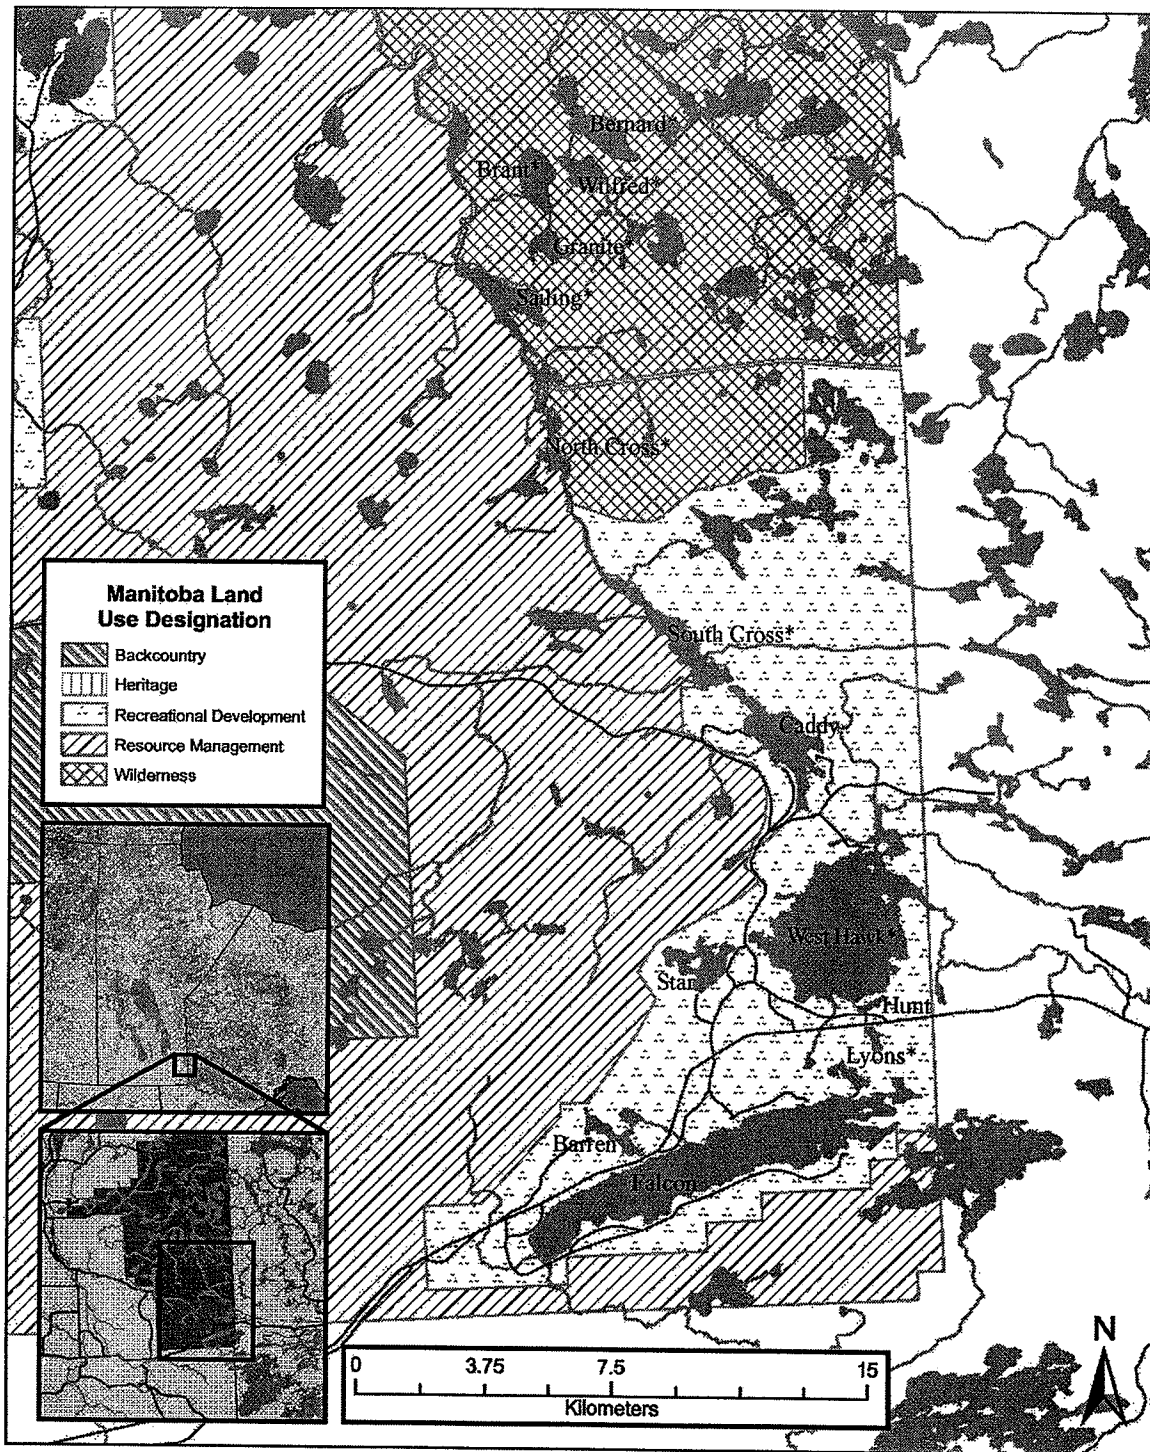 Bernard*
Brant*
Wilfred*
Granite*
Sailing*
North Cross*
Manitoba Land
Use Designation
Backcountry
Heritage
Recreational Development
Resource Management
Wilderness
South Cross*
Caddy
West Hawk*
Star
Hunt
Lyons*
Barren
Falcon
N
0 3.75 7.5 15
Kilometers